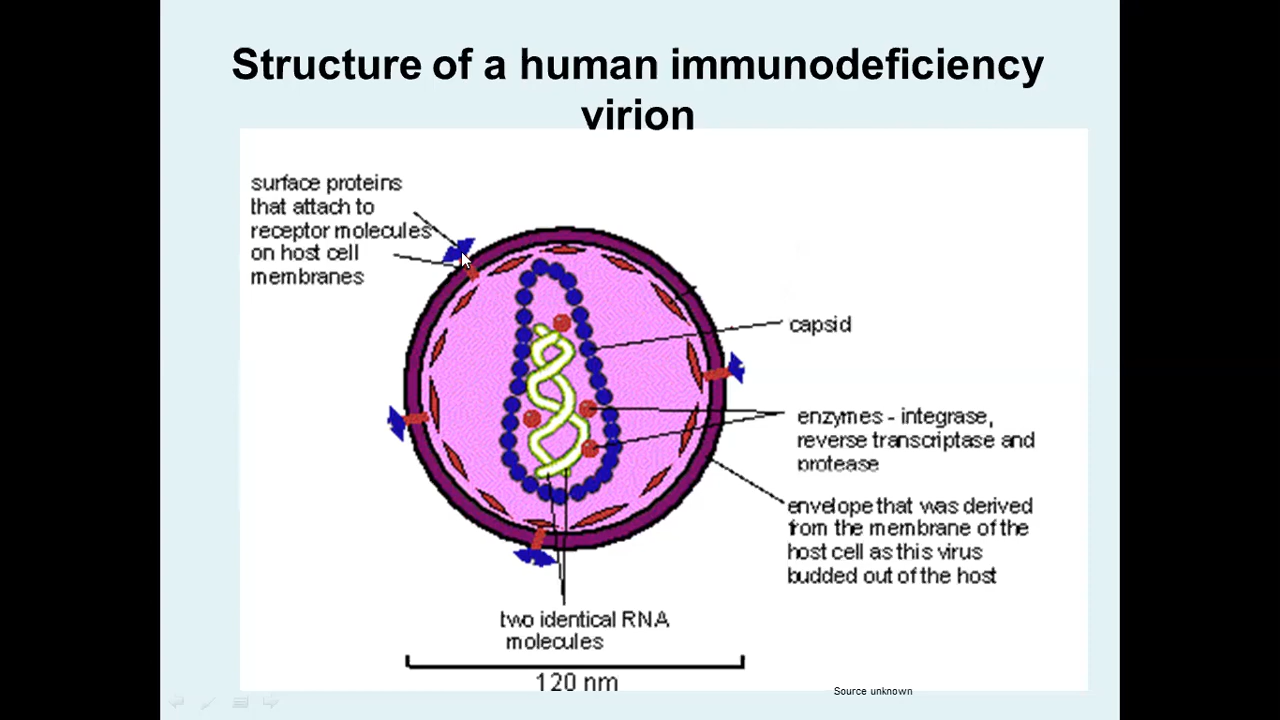 Structure of a human immunodeficiency
virion
surface proteins
that attach to
receptor molecules
on host cell
membranes
capsid
enzymes - integrase,
reverse transcriptase and
protease
envelope that was derived
from the membrane of the
host cell as this virus
budded out of the host
two identical RNA
molecules
120 nm
Source unknown